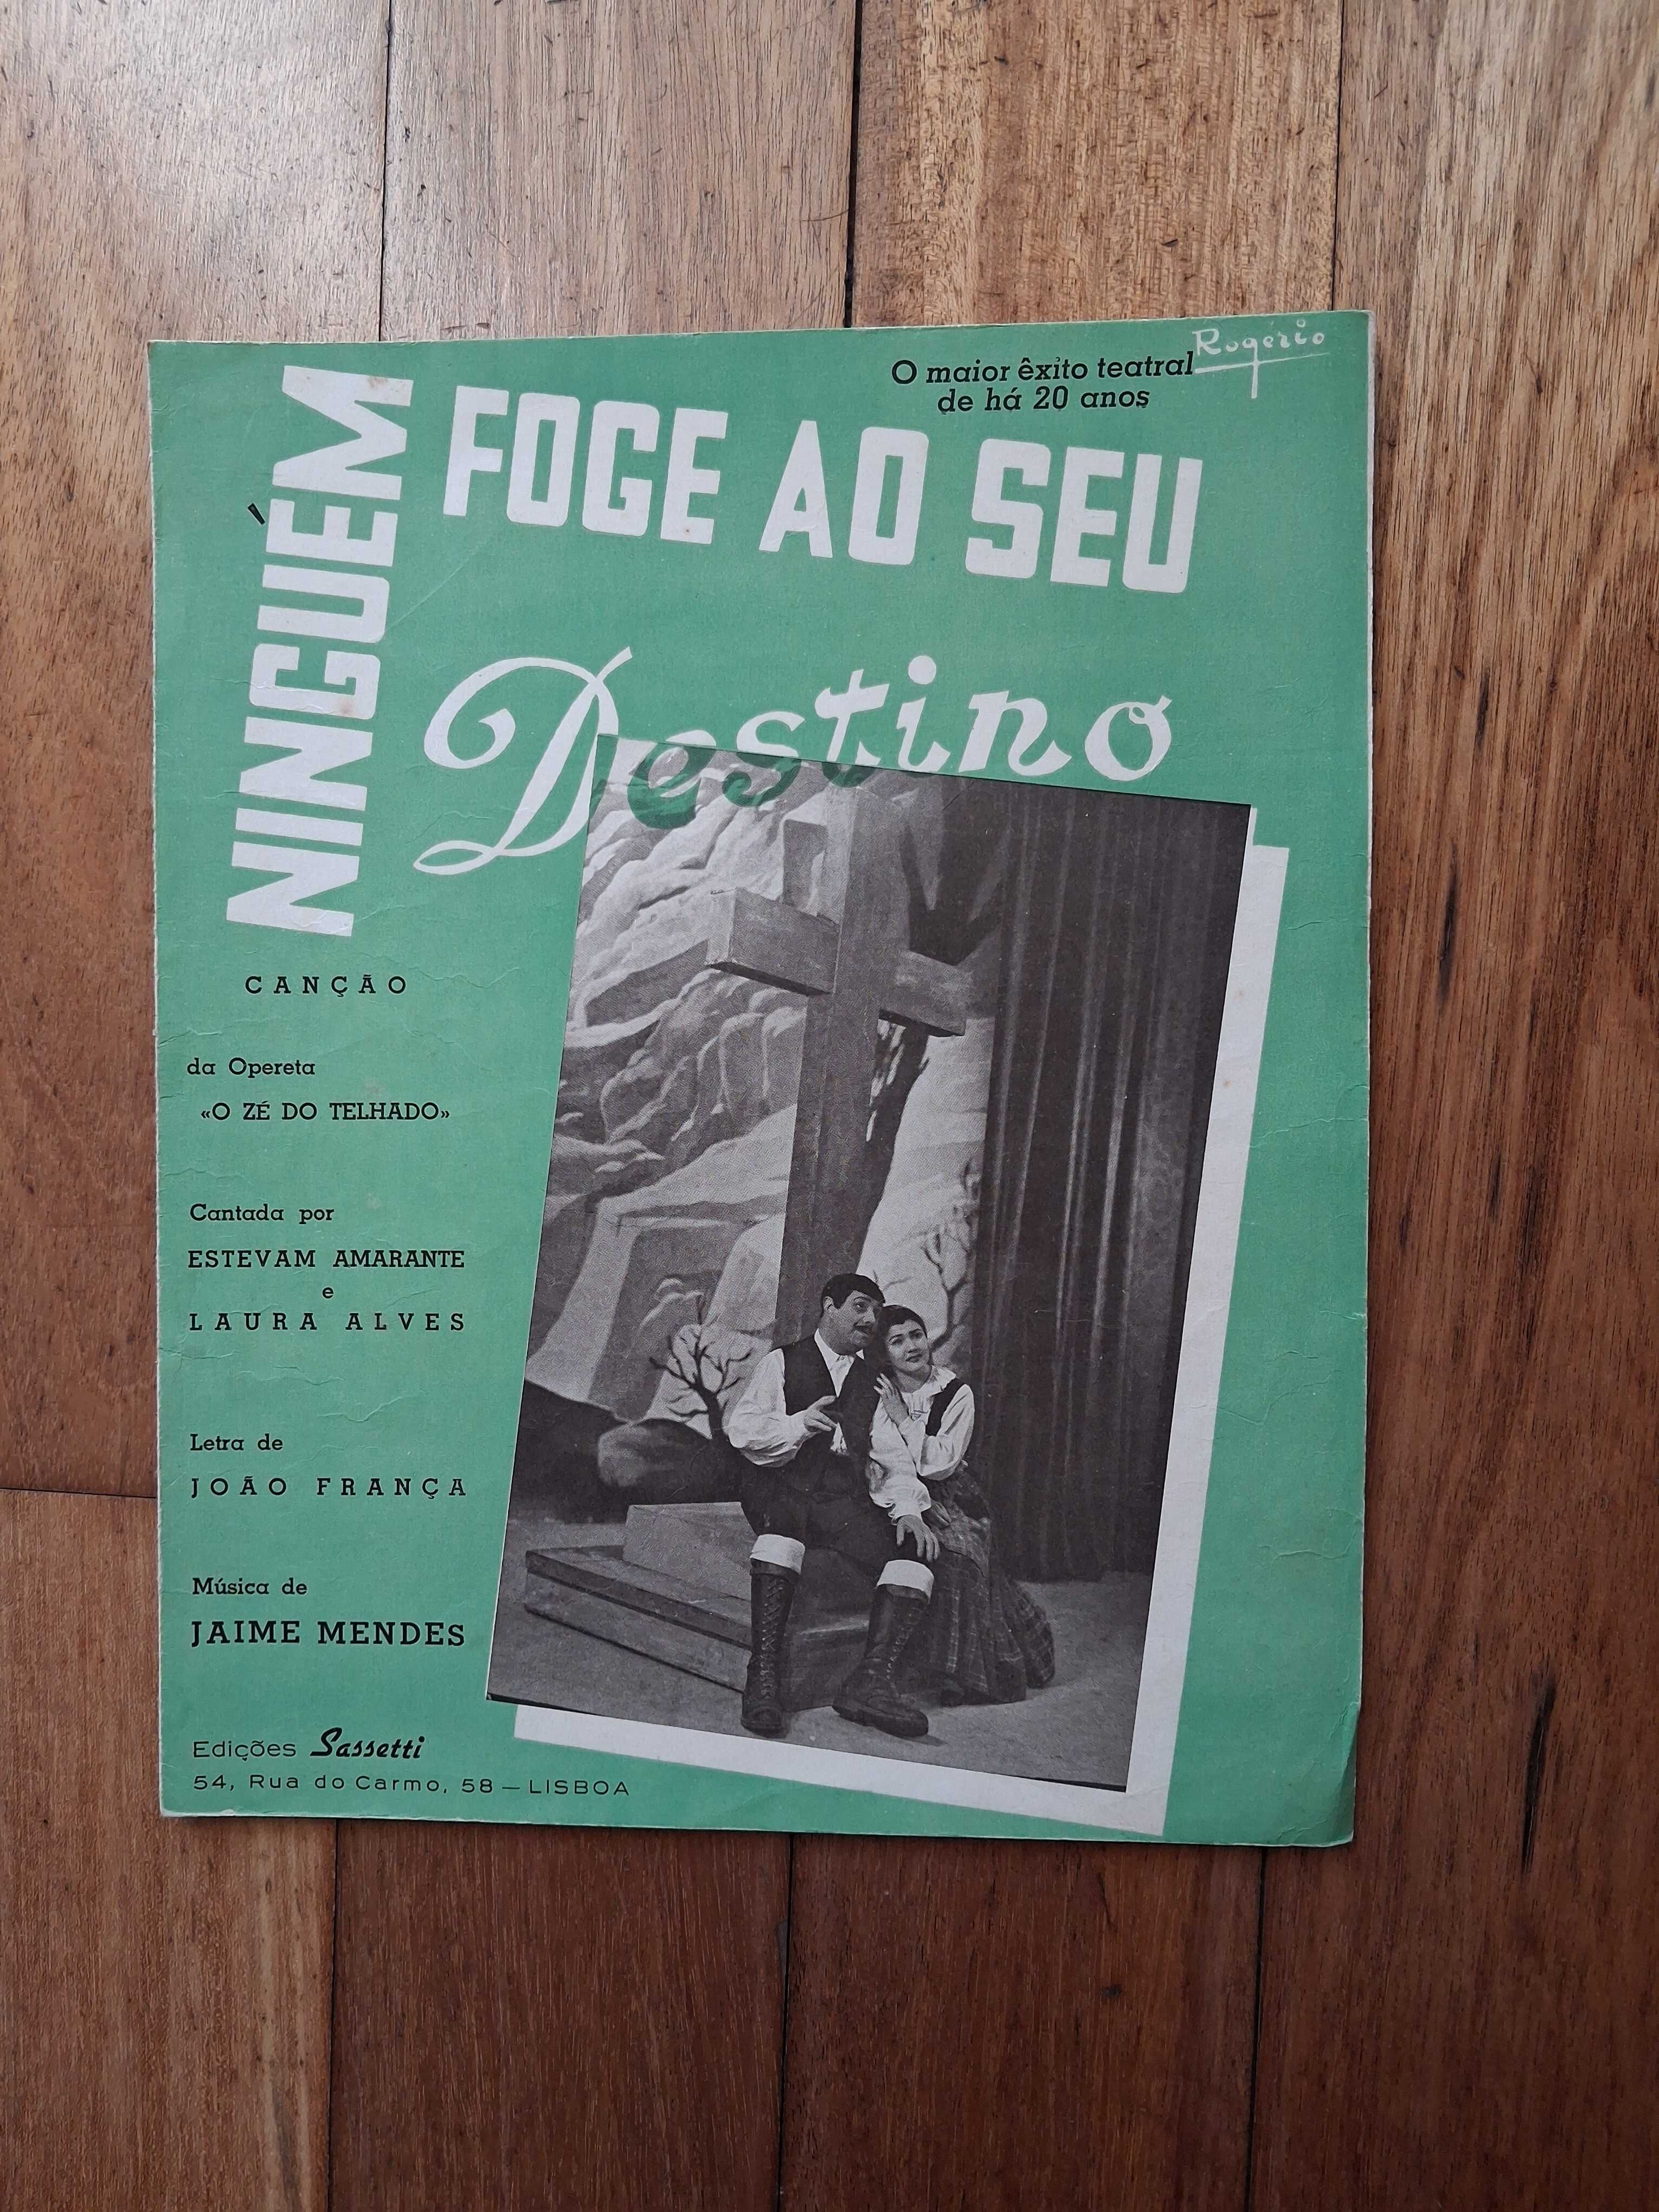 Rogério
O maior êxito teatral
de há 20 anos
NINGUÉM
FOGE AO SEU
Destino
CANÇÃO
da Opereta
«O ZÉ DO TELHADO»
Cantada por
ESTEVAM AMARANTE
e
LAURA ALVES
Letra de
JOÃO FRANÇA
Música de
JAIME MENDES
Edições Sassetti
54, Rua do Carmo, 58 — LISBOA